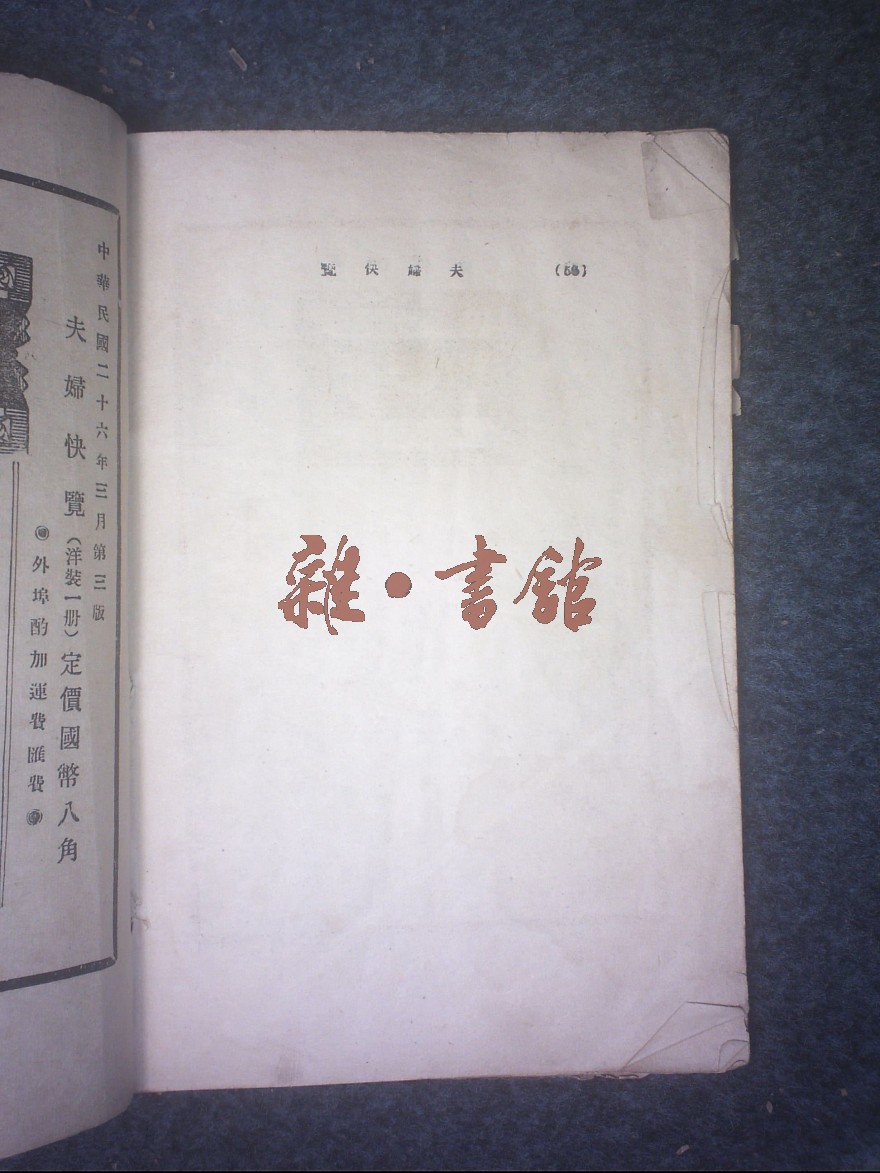 中華民國二十六年三月第三版
夫婦快覽（洋裝一册）定價國幣八角
◉外埠酌加運費匯費◉
覽快婦夫 (56)
雜·書館